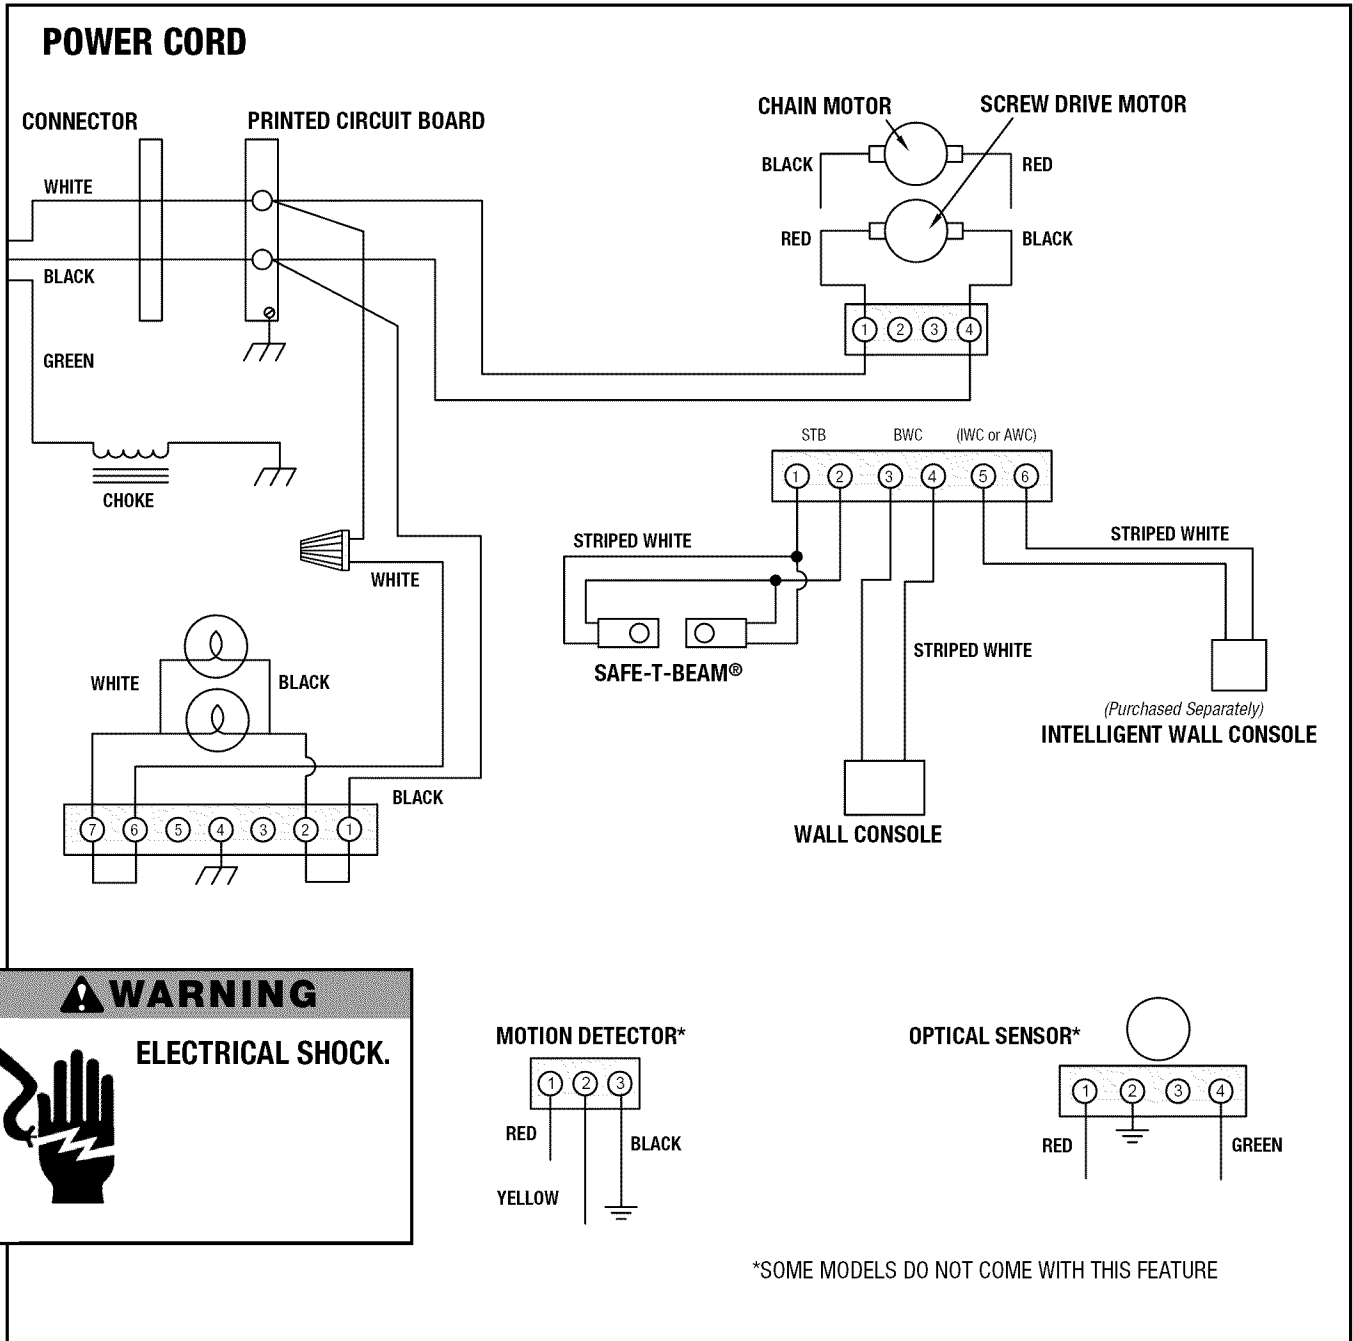 POWER CORD
CONNECTOR
PRINTED CIRCUIT BOARD
CHAIN MOTOR
SCREW DRIVE MOTOR
WHITE
BLACK
RED
RED
BLACK
BLACK
GREEN
1 2 3 4
CHOKE
STB BWC (IWC or AWC)
1 2 3 4 5 6
STRIPED WHITE
STRIPED WHITE
WHITE
WHITE
BLACK
STRIPED WHITE
SAFE-T-BEAM®
(Purchased Separately)
INTELLIGENT WALL CONSOLE
BLACK
7 6 5 4 3 2 1
WALL CONSOLE
WARNING
ELECTRICAL SHOCK.
MOTION DETECTOR*
1 2 3
RED
BLACK
YELLOW
OPTICAL SENSOR*
1 2 3 4
RED
GREEN
*SOME MODELS DO NOT COME WITH THIS FEATURE